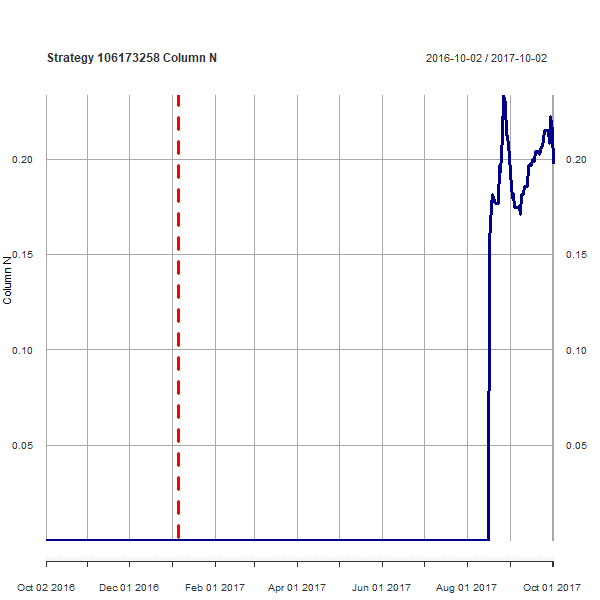 Strategy 106173258 Column N
2016-10-02 / 2017-10-02
0.20
0.20
0.15
0.15
Column N
0.10
0.10
0.05
0.05
Oct 02 2016
Dec 01 2016
Feb 01 2017
Apr 01 2017
Jun 01 2017
Aug 01 2017
Oct 01 2017